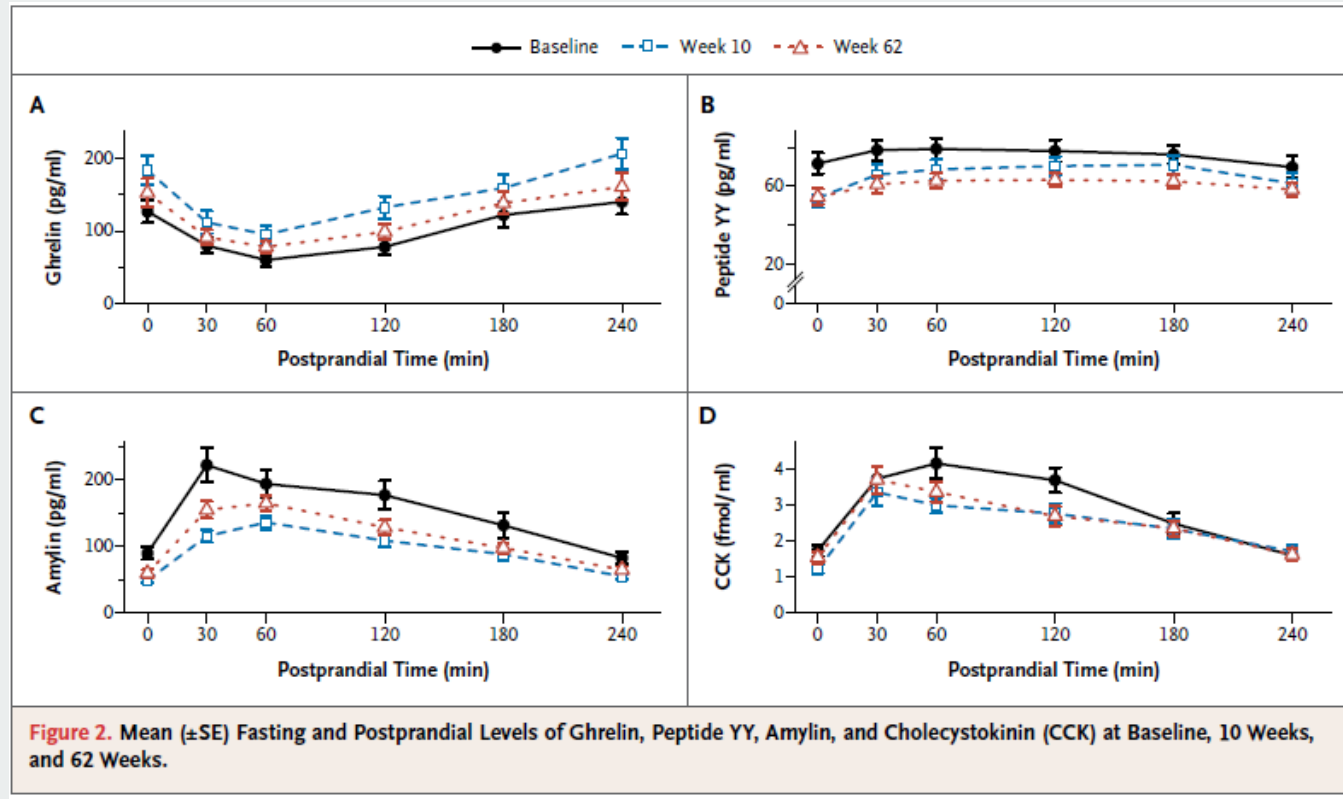 Baseline Week 10 Week 62
A
Ghrelin (pg/ml)
200
100
0
0 30 60 120 180 240
Postprandial Time (min)
B
Peptide YY (pg/ml)
60
20
0
0 30 60 120 180 240
Postprandial Time (min)
C
Amylin (pg/ml)
200
100
0
0 30 60 120 180 240
Postprandial Time (min)
D
CCK (fmol/ml)
4
3
2
1
0
0 30 60 120 180 240
Postprandial Time (min)
Figure 2. Mean (±SE) Fasting and Postprandial Levels of Ghrelin, Peptide YY, Amylin, and Cholecystokinin (CCK) at Baseline, 10 Weeks,
and 62 Weeks.